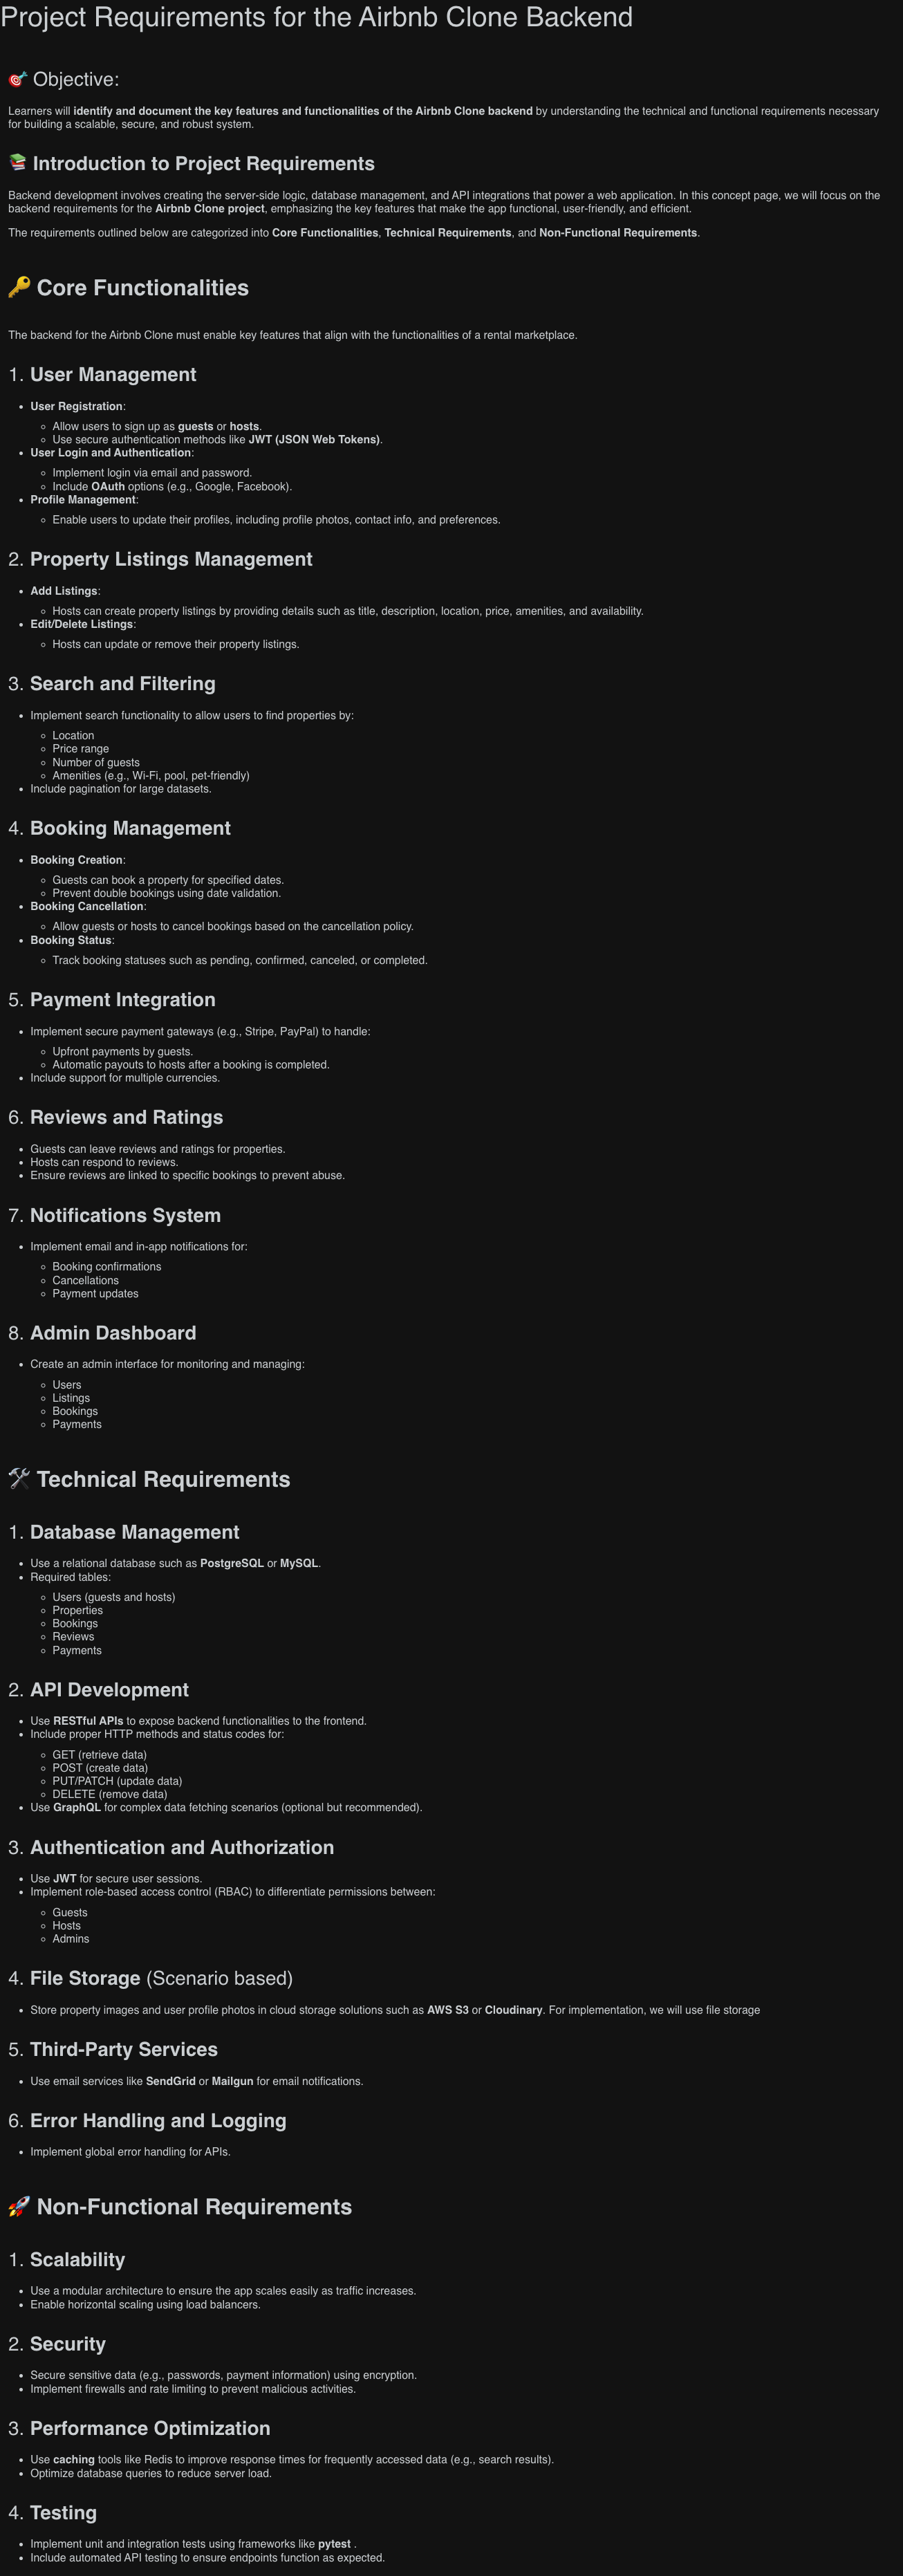 Project Requirements for the Airbnb Clone Backend
🎯 Objective:
Learners will identify and document the key features and functionalities of the Airbnb Clone backend by understanding the technical and functional requirements necessary
for building a scalable, secure, and robust system.
📚 Introduction to Project Requirements
Backend development involves creating the server-side logic, database management, and API integrations that power a web application. In this concept page, we will focus on the
backend requirements for the Airbnb Clone project, emphasizing the key features that make the app functional, user-friendly, and efficient.
The requirements outlined below are categorized into Core Functionalities, Technical Requirements, and Non-Functional Requirements.
🔑 Core Functionalities
The backend for the Airbnb Clone must enable key features that align with the functionalities of a rental marketplace.
1. User Management
• User Registration:
◦ Allow users to sign up as guests or hosts.
◦ Use secure authentication methods like JWT (JSON Web Tokens).
• User Login and Authentication:
◦ Implement login via email and password.
◦ Include OAuth options (e.g., Google, Facebook).
• Profile Management:
◦ Enable users to update their profiles, including profile photos, contact info, and preferences.
2. Property Listings Management
• Add Listings:
◦ Hosts can create property listings by providing details such as title, description, location, price, amenities, and availability.
• Edit/Delete Listings:
◦ Hosts can update or remove their property listings.
3. Search and Filtering
• Implement search functionality to allow users to find properties by:
◦ Location
◦ Price range
◦ Number of guests
◦ Amenities (e.g., Wi-Fi, pool, pet-friendly)
• Include pagination for large datasets.
4. Booking Management
• Booking Creation:
◦ Guests can book a property for specified dates.
◦ Prevent double bookings using date validation.
• Booking Cancellation:
◦ Allow guests or hosts to cancel bookings based on the cancellation policy.
• Booking Status:
◦ Track booking statuses such as pending, confirmed, canceled, or completed.
5. Payment Integration
• Implement secure payment gateways (e.g., Stripe, PayPal) to handle:
◦ Upfront payments by guests.
◦ Automatic payouts to hosts after a booking is completed.
• Include support for multiple currencies.
6. Reviews and Ratings
• Guests can leave reviews and ratings for properties.
• Hosts can respond to reviews.
• Ensure reviews are linked to specific bookings to prevent abuse.
7. Notifications System
• Implement email and in-app notifications for:
◦ Booking confirmations
◦ Cancellations
◦ Payment updates
8. Admin Dashboard
• Create an admin interface for monitoring and managing:
◦ Users
◦ Listings
◦ Bookings
◦ Payments
🛠 Technical Requirements
1. Database Management
• Use a relational database such as PostgreSQL or MySQL.
• Required tables:
◦ Users (guests and hosts)
◦ Properties
◦ Bookings
◦ Reviews
◦ Payments
2. API Development
• Use RESTful APIs to expose backend functionalities to the frontend.
• Include proper HTTP methods and status codes for:
◦ GET (retrieve data)
◦ POST (create data)
◦ PUT/PATCH (update data)
◦ DELETE (remove data)
• Use GraphQL for complex data fetching scenarios (optional but recommended).
3. Authentication and Authorization
• Use JWT for secure user sessions.
• Implement role-based access control (RBAC) to differentiate permissions between:
◦ Guests
◦ Hosts
◦ Admins
4. File Storage (Scenario based)
• Store property images and user profile photos in cloud storage solutions such as AWS S3 or Cloudinary. For implementation, we will use file storage
5. Third-Party Services
• Use email services like SendGrid or Mailgun for email notifications.
6. Error Handling and Logging
• Implement global error handling for APIs.
🚀 Non-Functional Requirements
1. Scalability
• Use a modular architecture to ensure the app scales easily as traffic increases.
• Enable horizontal scaling using load balancers.
2. Security
• Secure sensitive data (e.g., passwords, payment information) using encryption.
• Implement firewalls and rate limiting to prevent malicious activities.
3. Performance Optimization
• Use caching tools like Redis to improve response times for frequently accessed data (e.g., search results).
• Optimize database queries to reduce server load.
4. Testing
• Implement unit and integration tests using frameworks like pytest .
• Include automated API testing to ensure endpoints function as expected.